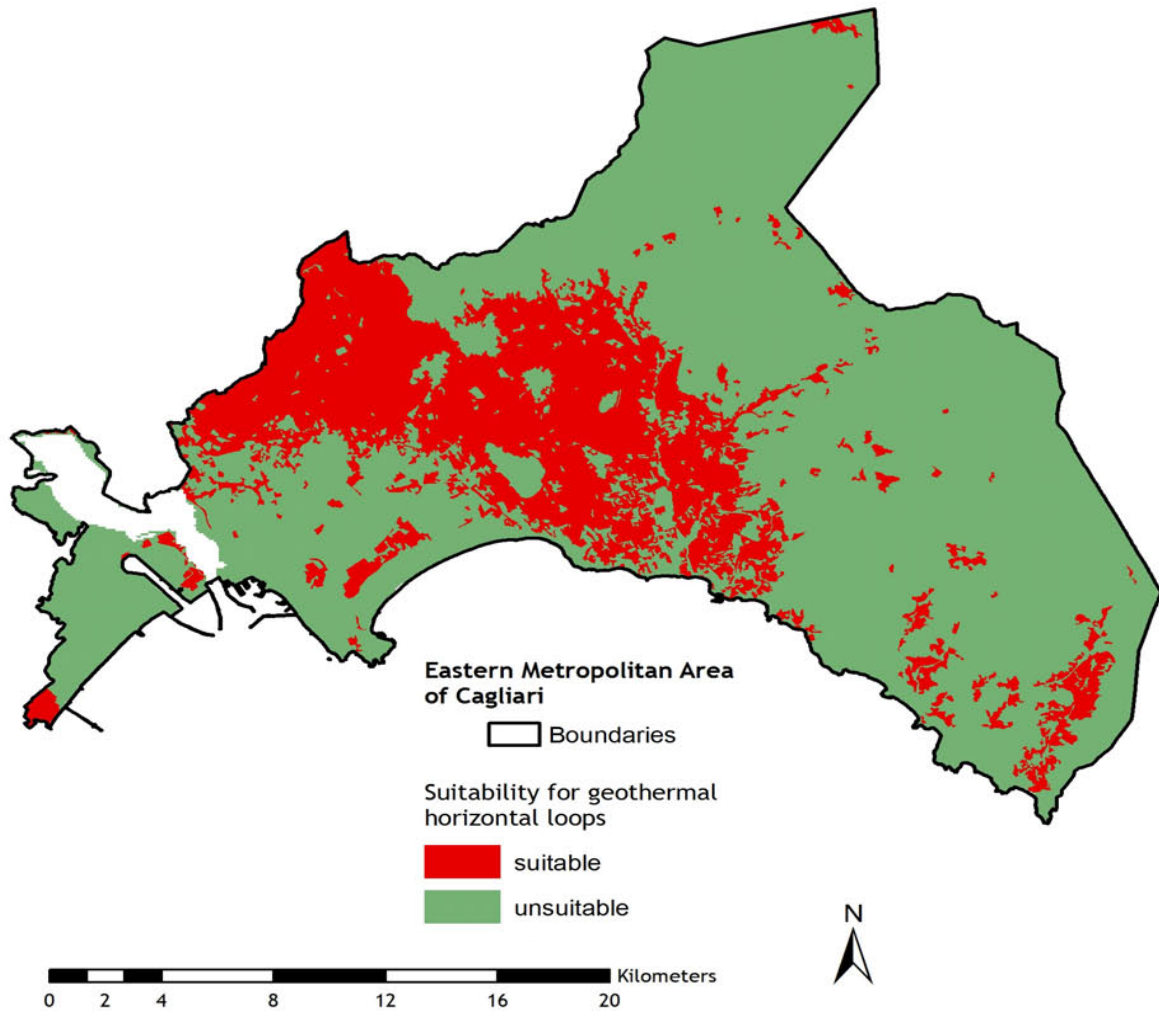 Eastern Metropolitan Area
of Cagliari
Boundaries
Suitability for geothermal
horizontal loops
suitable
unsuitable
N
Kilometers
0 2 4 8 12 16 20